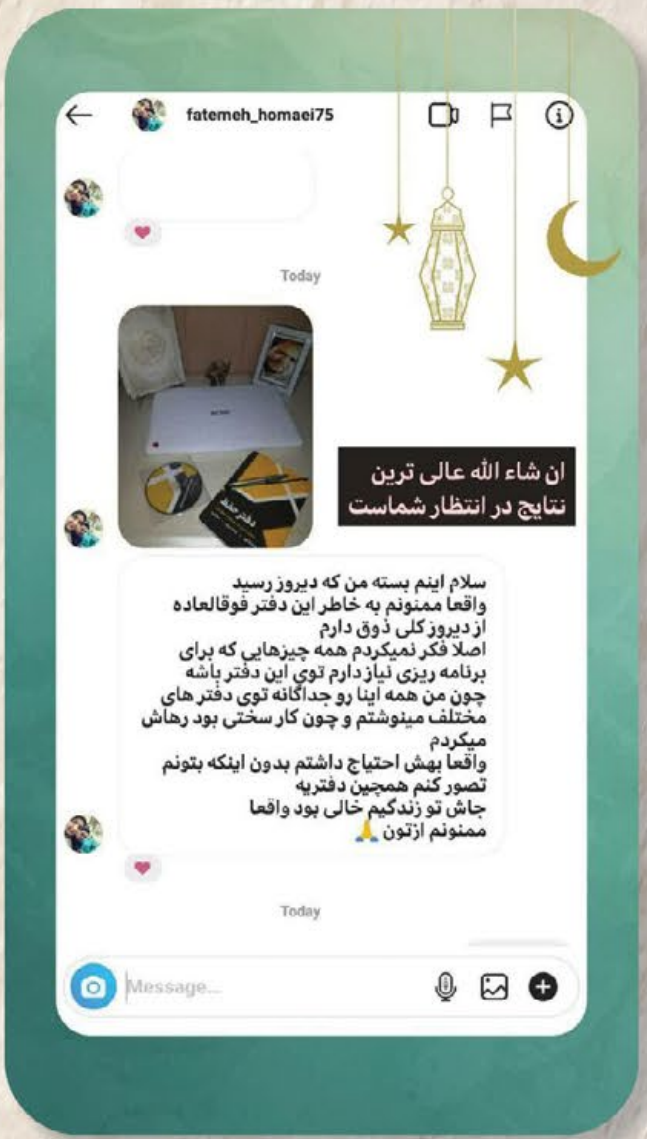 fatemeh_homaei75
Today
ان شاء الله عالی ترین
نتایج در انتظار شماست
سلام اینم بسته من که دیروز رسید
واقعا ممنونم به خاطر این دفتر فوقالعاده
از دیروز کلی ذوق دارم
اصلا فکر نمیکردم همه چیزهایی که برای
برنامه ریزی نیاز دارم توی این دفتر باشه
چون من همه اینا رو جداگانه توی دفتر های
مختلف مینوشتم و چون کار سختی بود رهاش
میکردم
واقعا بهش احتیاج داشتم بدون اینکه بتونم
تصور کنم همچین دفتریه
جاش تو زندگیم خالی بود واقعا
ممنونم ازتون 🙏
Today
Message...